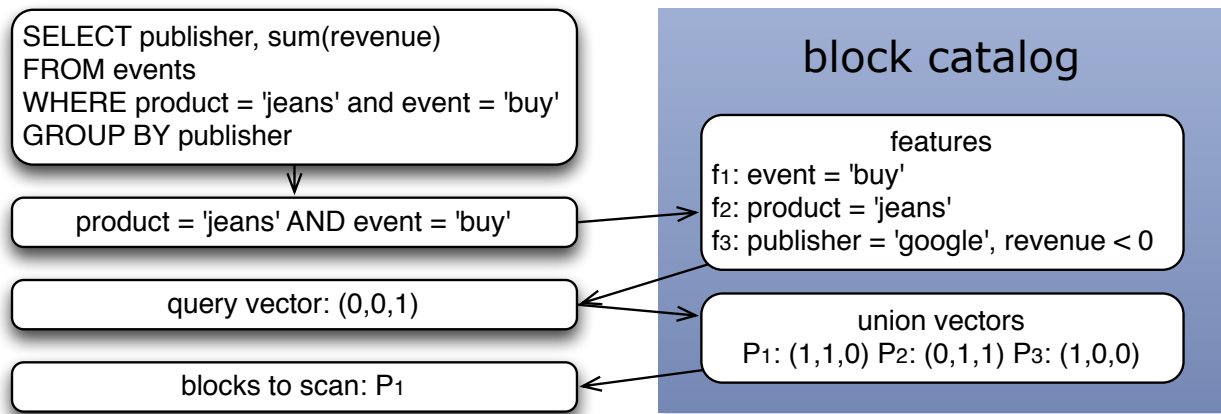 SELECT publisher, sum(revenue)
FROM events
WHERE product = 'jeans' and event = 'buy'
GROUP BY publisher
product = 'jeans' AND event = 'buy'
query vector: (0,0,1)
blocks to scan: P1
block catalog
features
f1: event = 'buy'
f2: product = 'jeans'
f3: publisher = 'google', revenue < 0
union vectors
P1: (1,1,0) P2: (0,1,1) P3: (1,0,0)